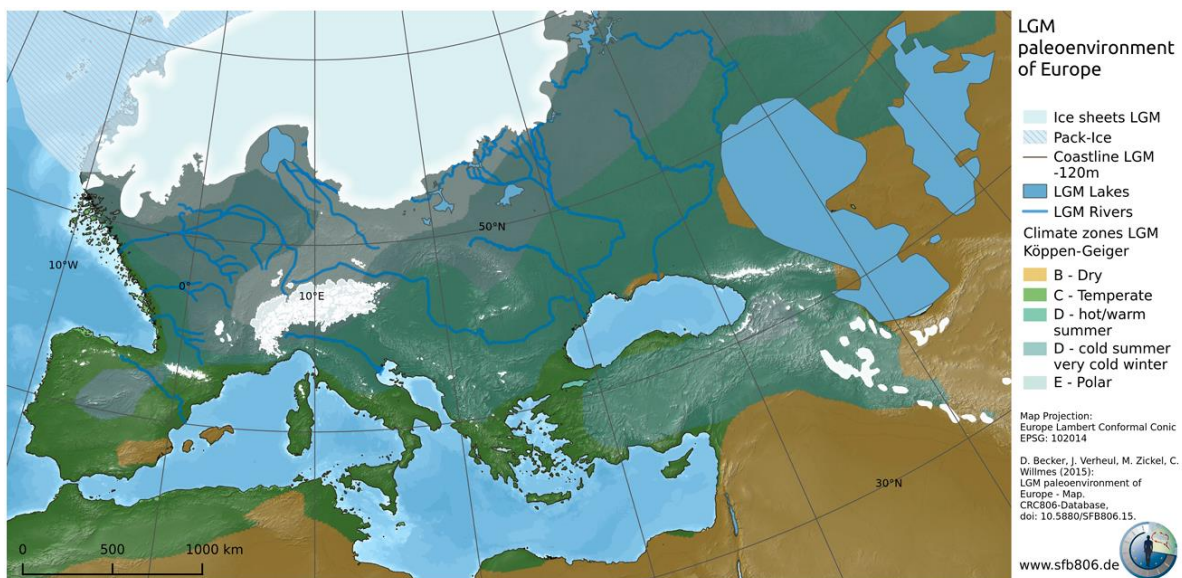 LGM
paleoenvironment
of Europe
Ice sheets LGM
Pack-Ice
Coastline LGM
-120m
LGM Lakes
LGM Rivers
Climate zones LGM
Köppen-Geiger
B - Dry
C - Temperate
D - hot/warm
summer
D - cold summer
very cold winter
E - Polar
Map Projection:
Europe Lambert Conformal Conic
EPSG: 102014
D. Becker, J. Verheul, M. Zickel, C.
Willmes (2015):
LGM paleoenvironment of
Europe - Map.
CRC806-Database,
doi: 10.5880/SFB806.15.
www.sfb806.de
50°N
10°W
0°
10°E
30°N
0 500 1000 km